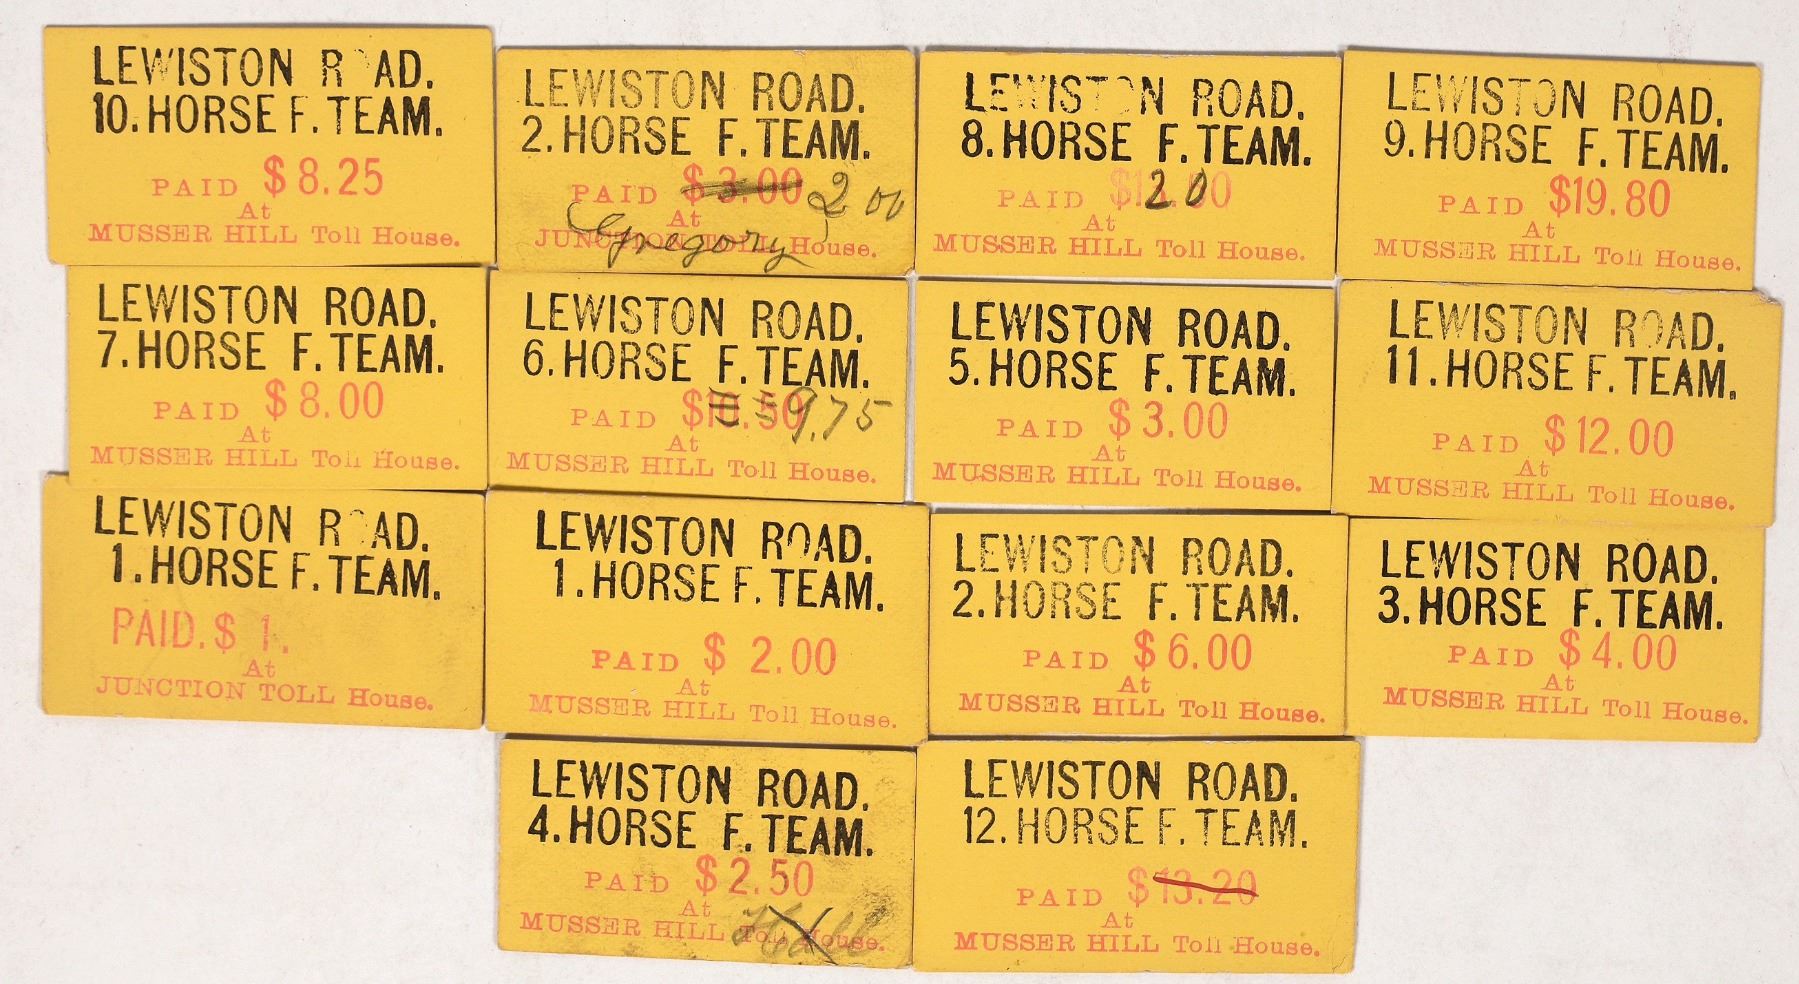 LEWISTON R AD.
10. HORSE F. TEAM.
PAID $8.25
At
MUSSER HILL Toll House.
LEWISTON ROAD.
2. HORSE F. TEAM.
PAID $3.00 2 00
At
JUNCTION TOLL House.
Gregory
LEWISTON ROAD.
8. HORSE F. TEAM.
PAID 20
At
MUSSER HILL Toll House.
LEWISTON ROAD.
9. HORSE F. TEAM.
PAID $19.80
At
MUSSER HILL Toll House.
LEWISTON ROAD.
7. HORSE F. TEAM.
PAID $8.00
At
MUSSER HILL Toll House.
LEWISTON ROAD.
6. HORSE F. TEAM.
PAID 9.75
At
MUSSER HILL Toll House.
LEWISTON ROAD.
5. HORSE F. TEAM.
PAID $3.00
At
MUSSER HILL Toll House.
LEWISTON ROAD.
11. HORSE F. TEAM.
PAID $12.00
At
MUSSER HILL Toll House.
LEWISTON R AD.
1. HORSE F. TEAM.
PAID. $ 1.
At
JUNCTION TOLL House.
LEWISTON ROAD.
1. HORSE F. TEAM.
PAID $ 2.00
At
MUSSER HILL Toll House.
LEWISTON ROAD.
2. HORSE F. TEAM.
PAID $6.00
At
MUSSER HILL Toll House.
LEWISTON ROAD.
3. HORSE F. TEAM.
PAID $4.00
At
MUSSER HILL Toll House.
LEWISTON ROAD.
4. HORSE F. TEAM.
PAID $2.50
At
MUSSER HILL Toll House.
LEWISTON ROAD.
12. HORSE F. TEAM.
PAID $13.20
At
MUSSER HILL Toll House.